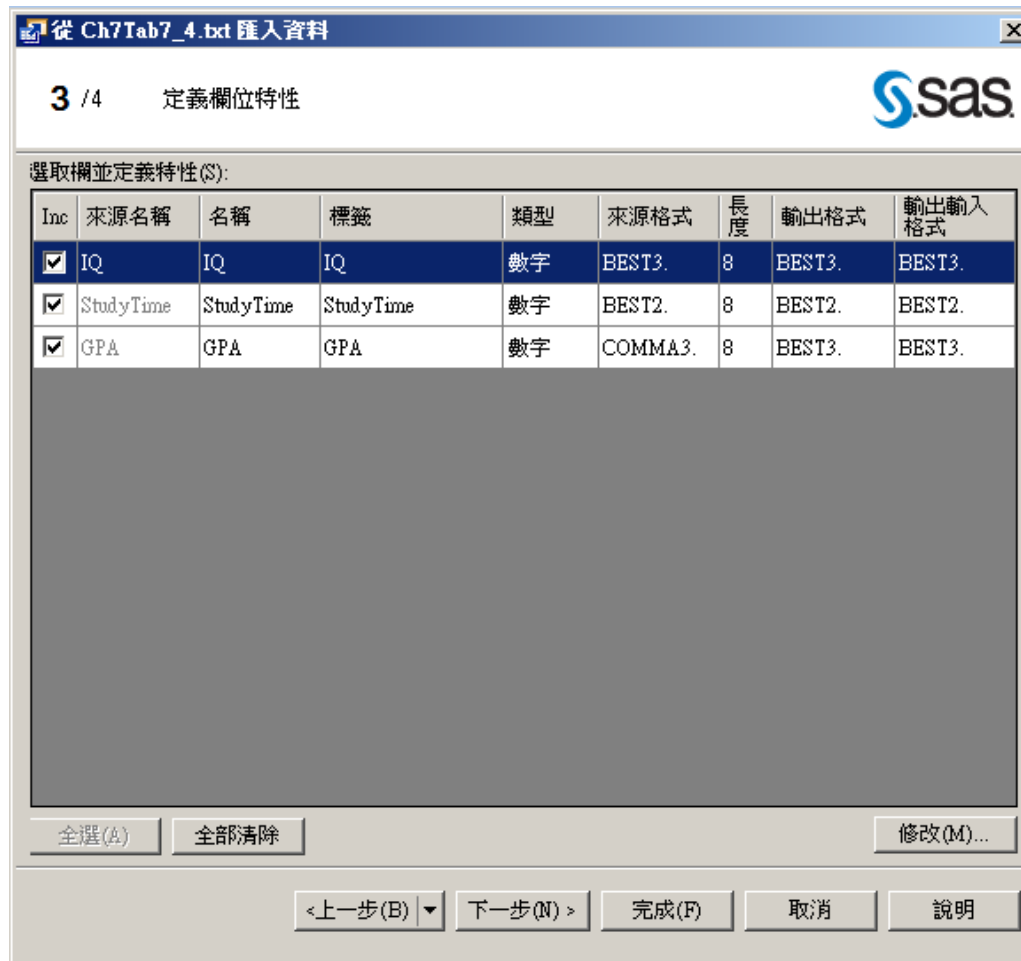 從 Ch7Tab7_4.txt 匯入資料
3 /4 定義欄位特性
sas
選取欄並定義特性(S):
Inc 來源名稱 名稱 標籤 類型 來源格式 長度 輸出格式 輸出輸入格式
IQ IQ IQ 數字 BEST3. 8 BEST3. BEST3.
StudyTime StudyTime StudyTime 數字 BEST2. 8 BEST2. BEST2.
GPA GPA GPA 數字 COMMA3. 8 BEST3. BEST3.
全選(A) 全部清除 修改(M)...
<上一步(B) 下一步(N) > 完成(F) 取消 說明